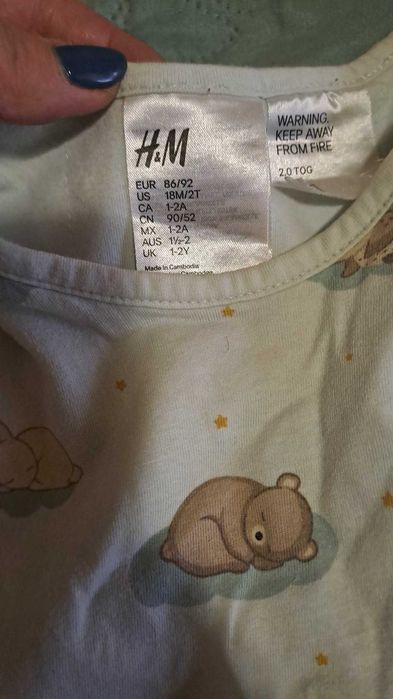 H&M
EUR 86/92
US 18M/2T
CA 1-2A
CN 90/52
MX 1-2A
AUS 1½-2
UK 1-2Y
Made in Cambodia
WARNING.
KEEP AWAY
FROM FIRE
2,0 TOG